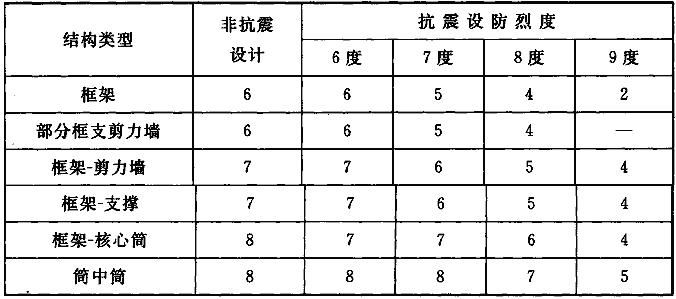 结构类型 非抗震设计 抗震设防烈度
6度 7度 8度 9度
框架 6 6 5 4 2
部分框支剪力墙 6 6 5 4 —
框架-剪力墙 7 7 6 5 4
框架-支撑 7 7 6 5 4
框架-核心筒 8 7 7 6 4
筒中筒 8 8 8 7 5